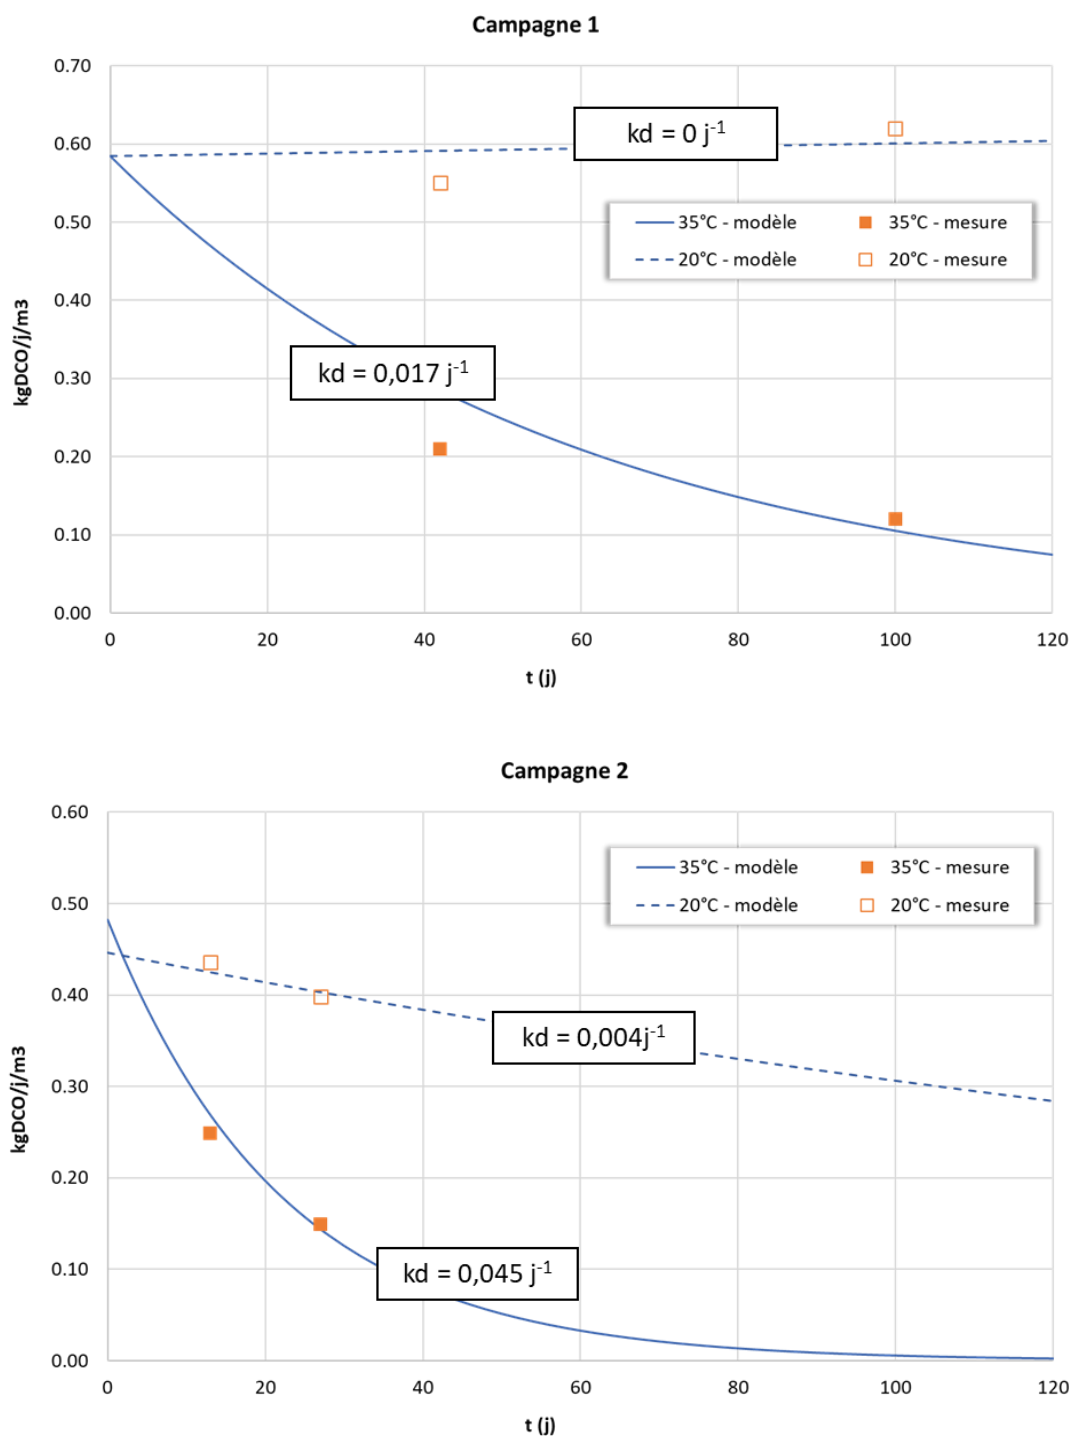 Campagne 1
0.70
0.60
0.50
0.40
0.30
0.20
0.10
0.00
kgDCO/j/m3
kd = 0 j-1
35°C - modèle
35°C - mesure
20°C - modèle
20°C - mesure
kd = 0,017 j-1
0 20 40 60 80 100 120
t (j)
Campagne 2
0.60
0.50
0.40
0.30
0.20
0.10
0.00
kgDCO/j/m3
35°C - modèle
35°C - mesure
20°C - modèle
20°C - mesure
kd = 0,004j-1
kd = 0,045 j-1
0 20 40 60 80 100 120
t (j)